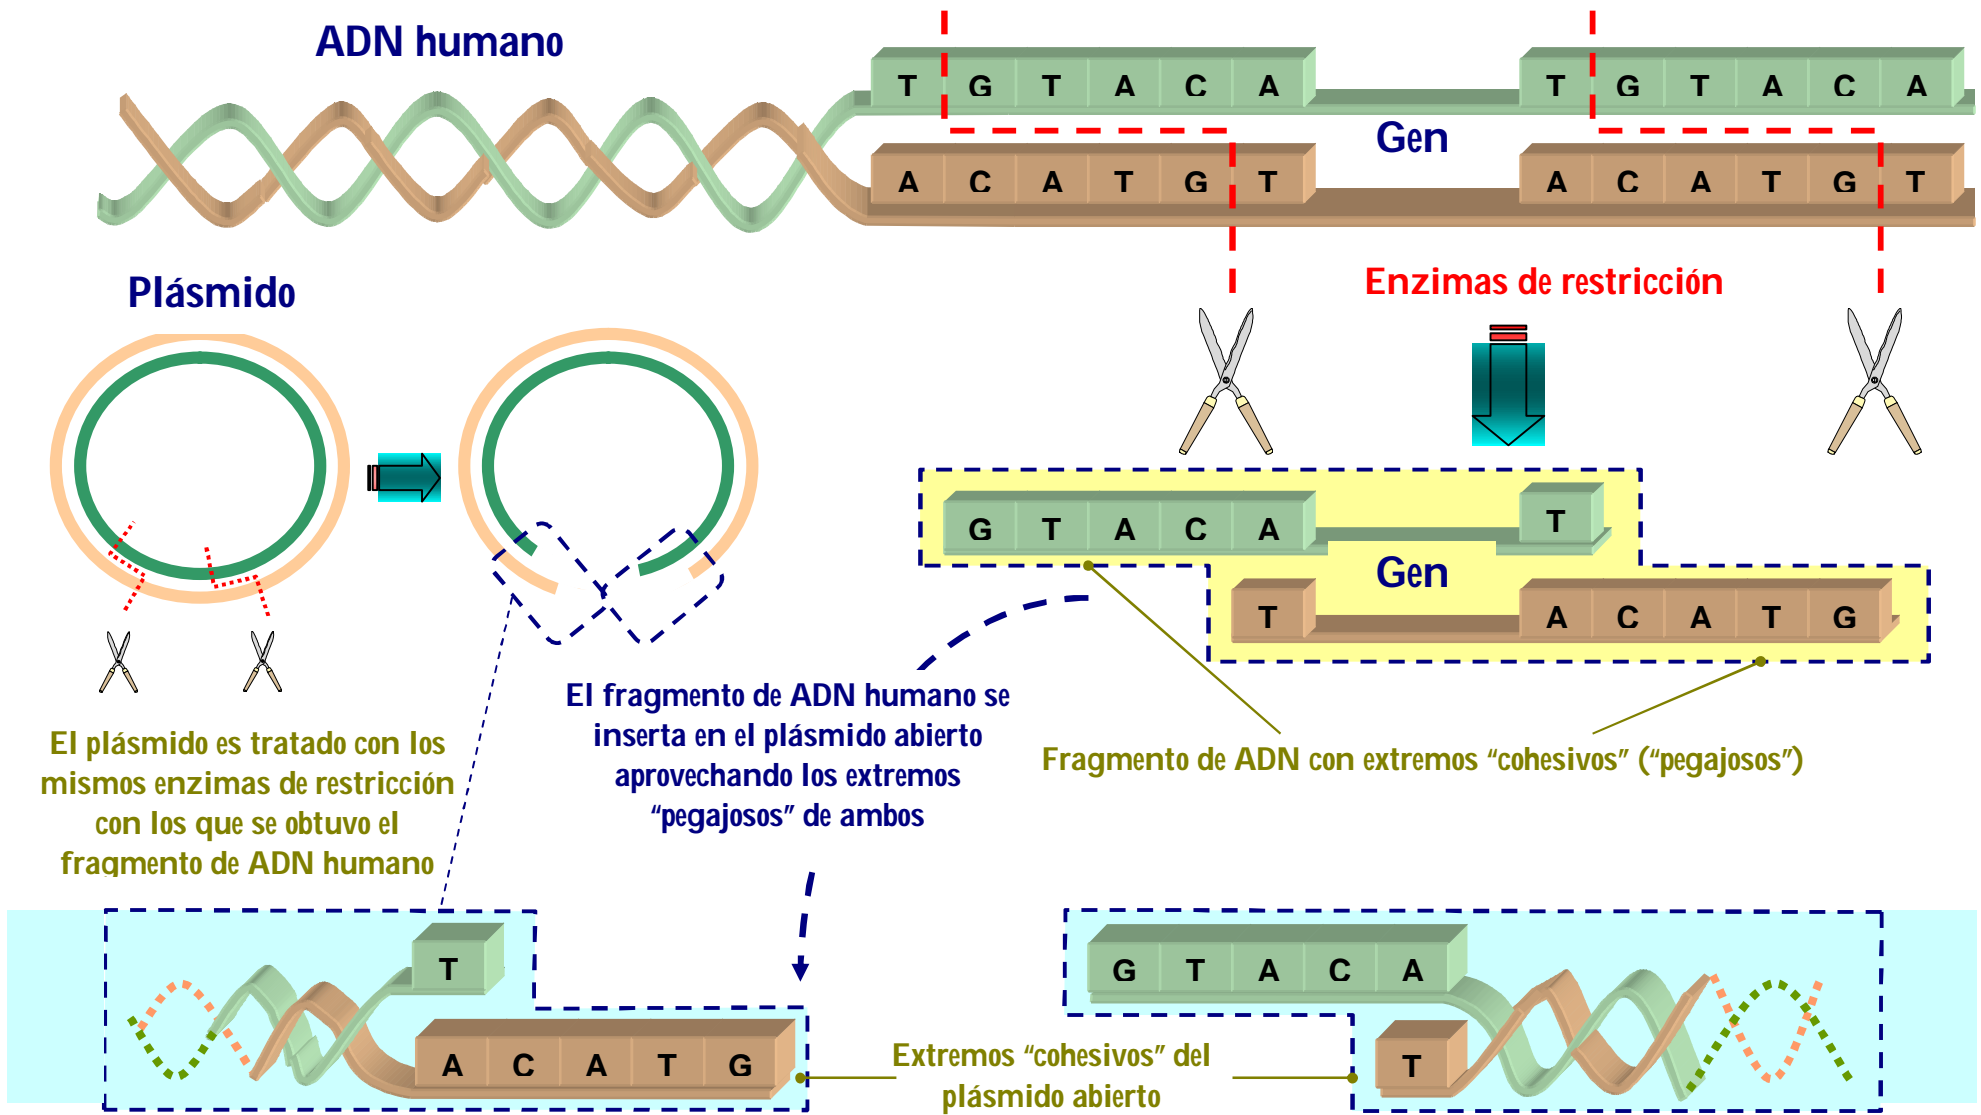 ADN humano
T G T A C A
T G T A C A
Gen
A C A T G T
A C A T G T
Plásmido
Enzimas de restricción
G T A C A
T
Gen
T
A C A T G
El fragmento de ADN humano se
inserta en el plásmido abierto
aprovechando los extremos
“pegajosos” de ambos
Fragmento de ADN con extremos “cohesivos” (“pegajosos”)
El plásmido es tratado con los
mismos enzimas de restricción
con los que se obtuvo el
fragmento de ADN humano
T
A C A T G
G T A C A
T
Extremos “cohesivos” del
plásmido abierto